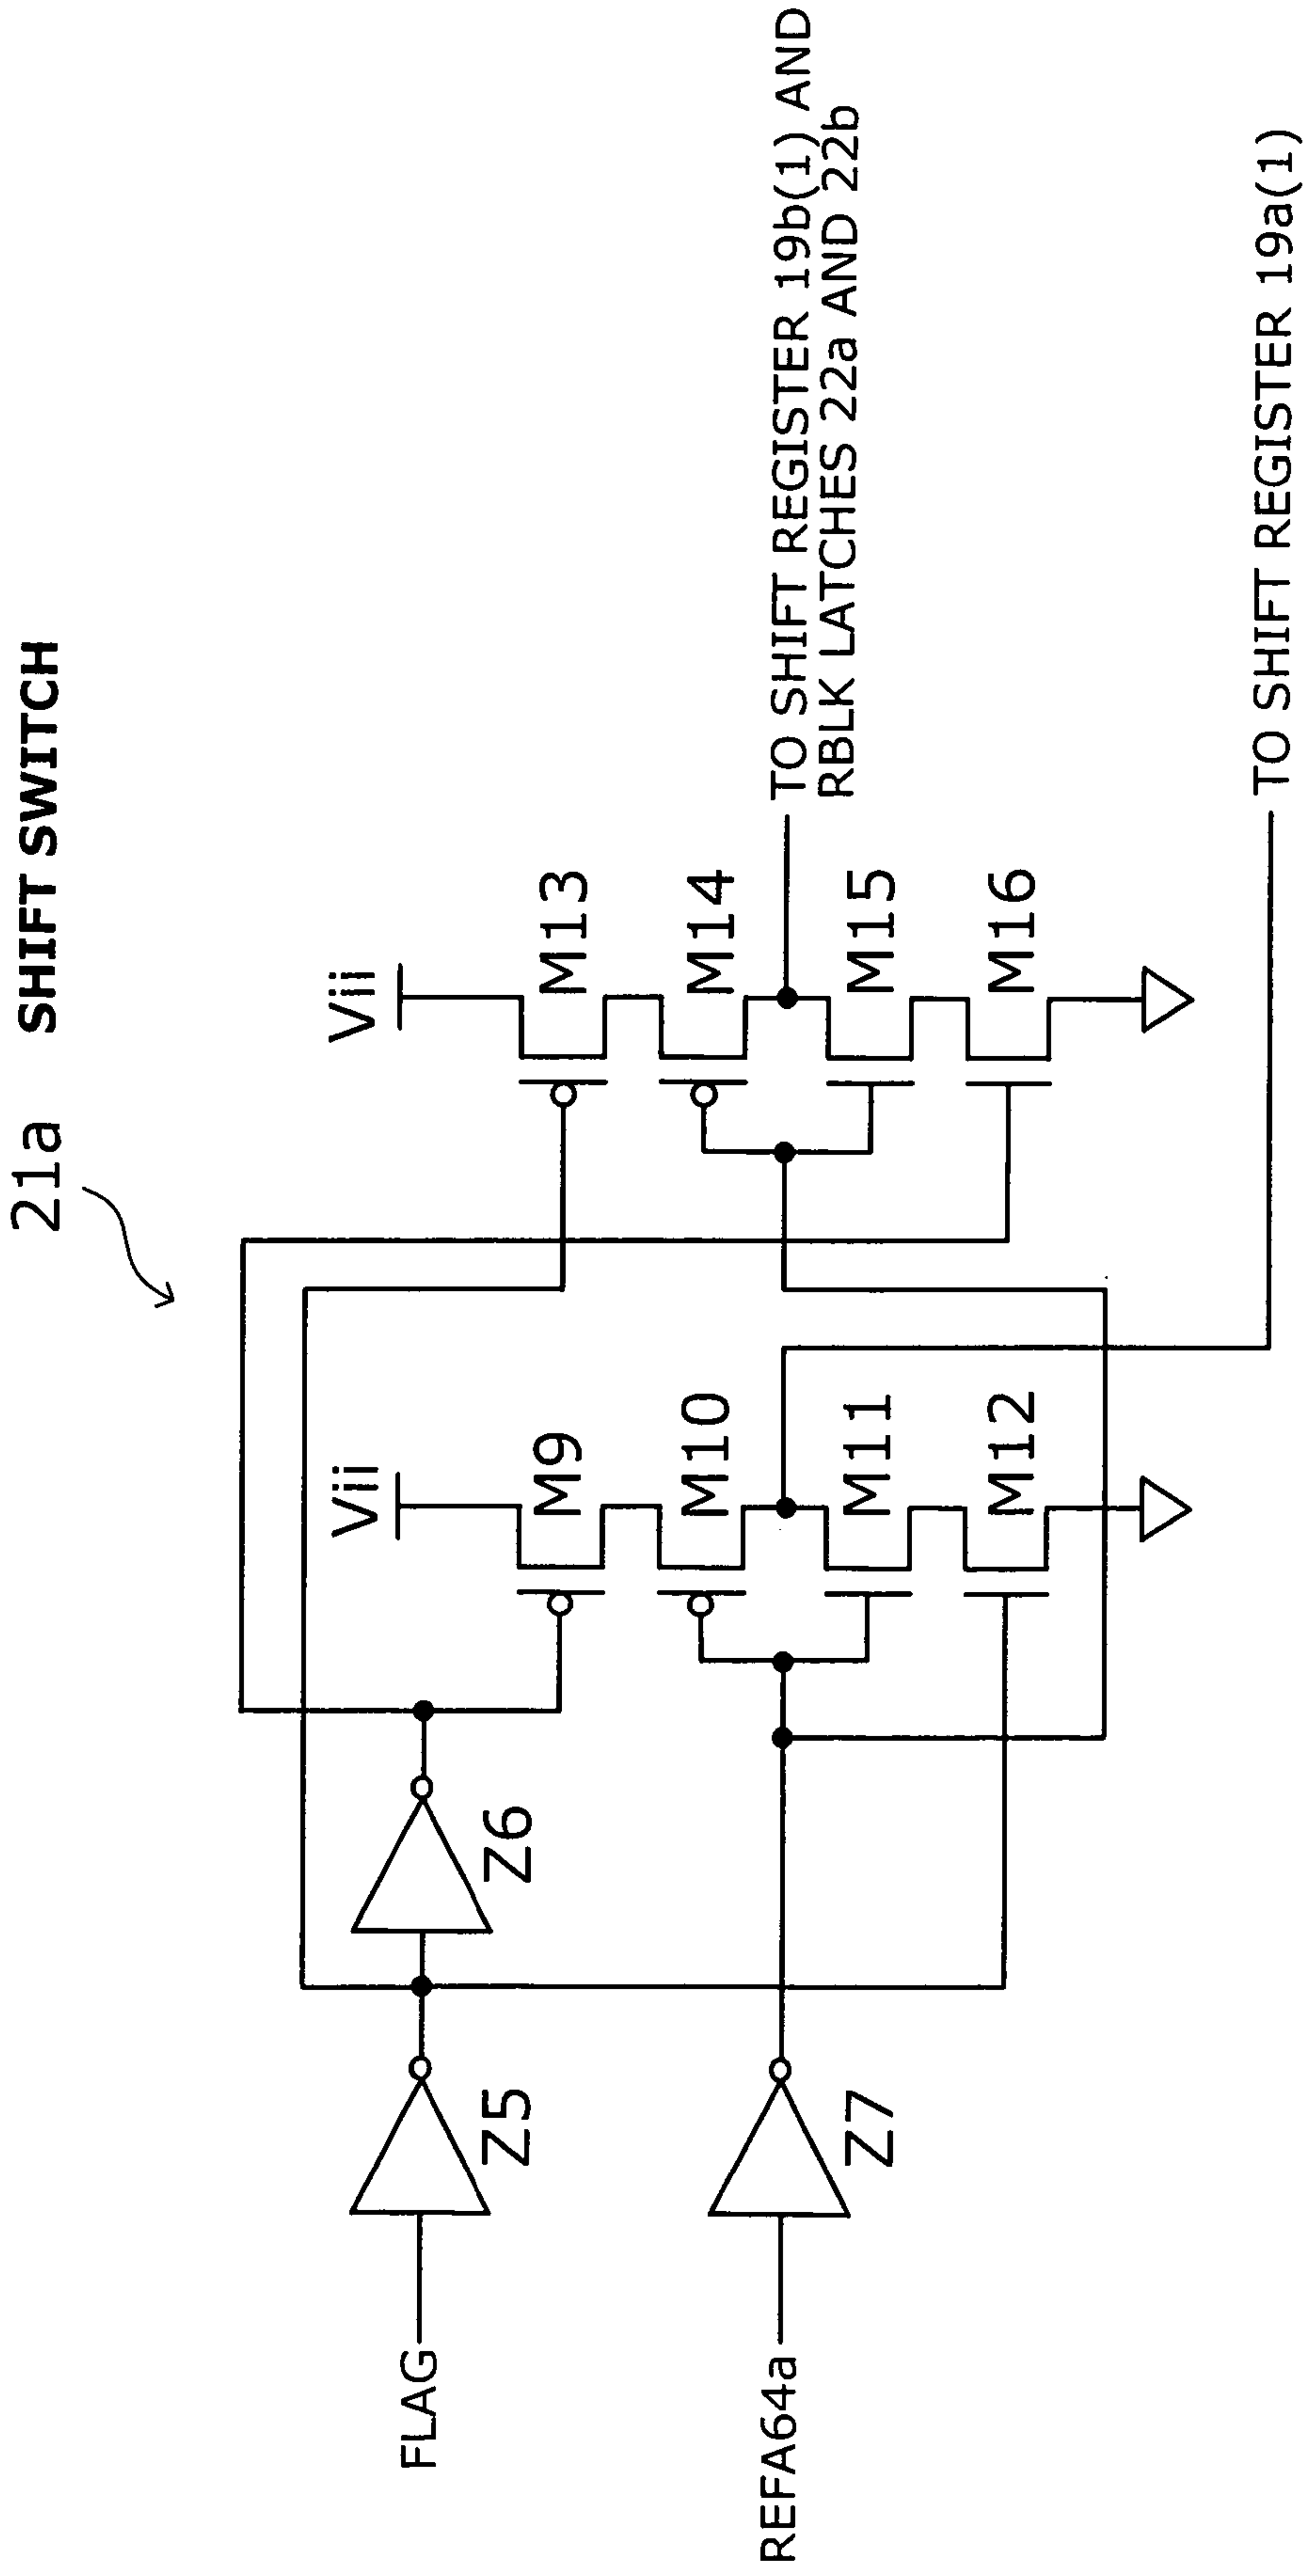 21a SHIFT SWITCH
Vii
Vii
M9
M13
M10
M14
M11
M15
M12
M16
FLAG
Z5
Z6
REFA64a
Z7
TO SHIFT REGISTER 19b(1) AND
RBLK LATCHES 22a AND 22b
TO SHIFT REGISTER 19a(1)